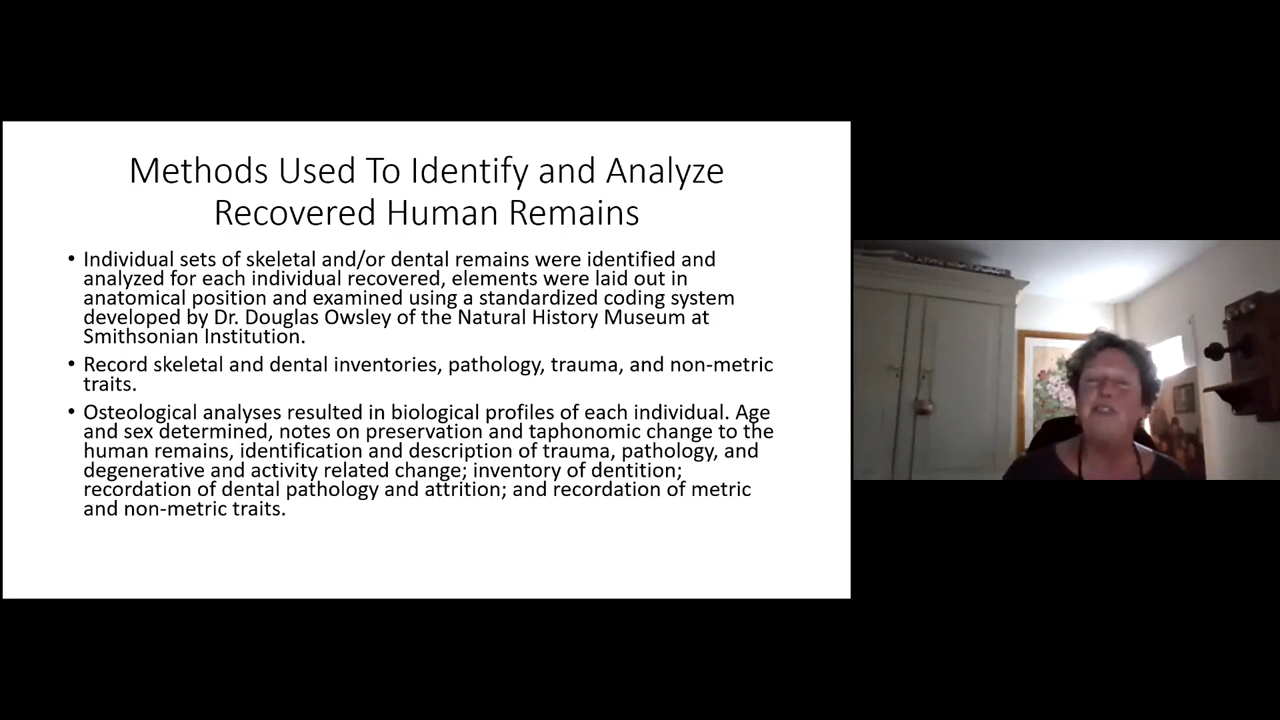 Methods Used To Identify and Analyze
Recovered Human Remains
• Individual sets of skeletal and/or dental remains were identified and
analyzed for each individual recovered, elements were laid out in
anatomical position and examined using a standardized coding system
developed by Dr. Douglas Owsley of the Natural History Museum at
Smithsonian Institution.
• Record skeletal and dental inventories, pathology, trauma, and non-metric
traits.
• Osteological analyses resulted in biological profiles of each individual. Age
and sex determined, notes on preservation and taphonomic change to the
human remains, identification and description of trauma, pathology, and
degenerative and activity related change; inventory of dentition;
recordation of dental pathology and attrition; and recordation of metric
and non-metric traits.